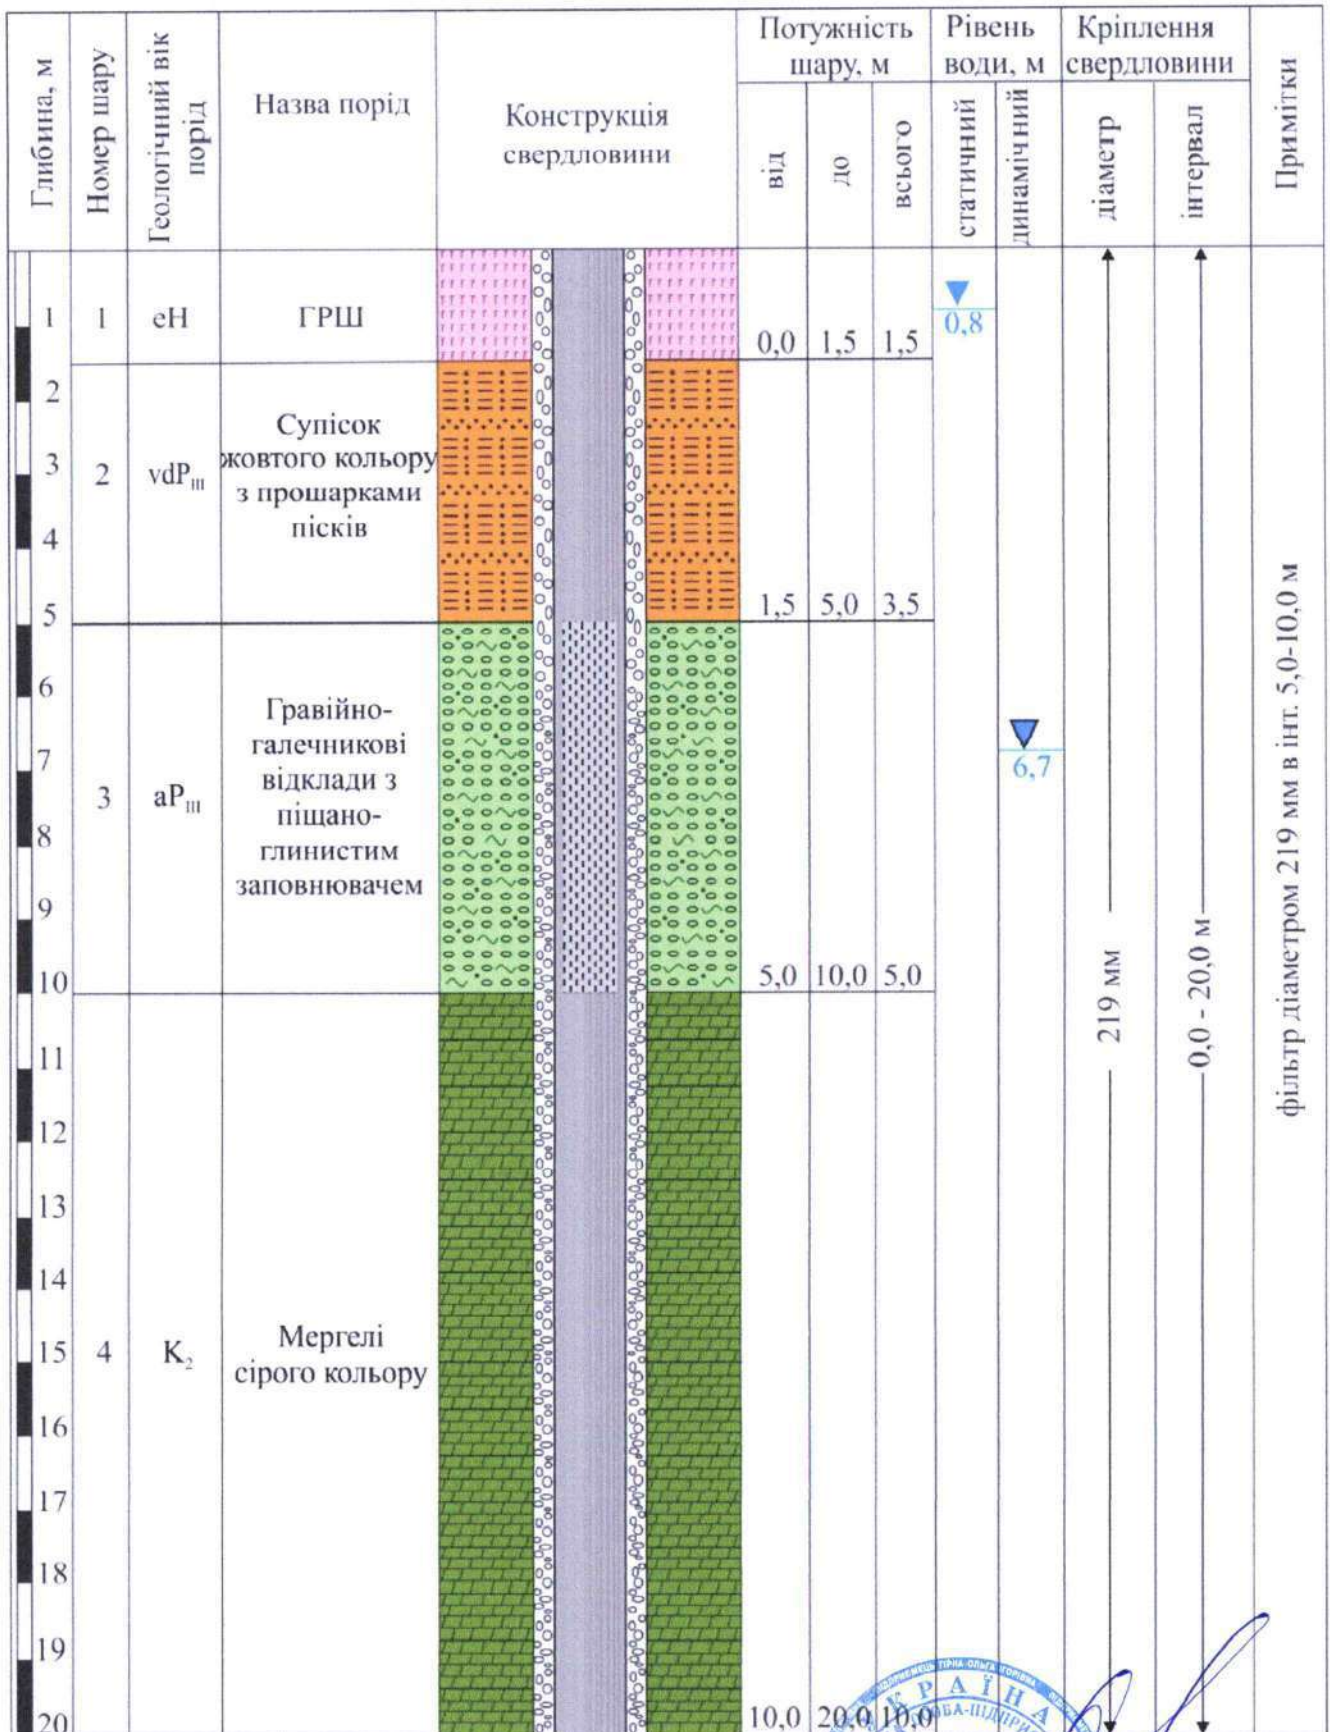 Глибина, м
Номер шару
Геологічний вік
порід
Назва порід
Конструкція
свердловини
Потужність
шару, м
від
до
всього
Рівень
води, м
статичний
динамічний
Кріплення
свердловини
діаметр
інтервал
Примітки
1
2
3
4
5
6
7
8
9
10
11
12
13
14
15
16
17
18
19
20
1 еН ГРШ 0,0 1,5 1,5
0,8
2 vdPIII
Супісок
жовтого кольору
з прошарками
пісків
1,5 5,0 3,5
3 aPIII
Гравійно-
галечникові
відклади з
піщано-
глинистим
заповнювачем
5,0 10,0 5,0
6,7
4 K2
Мергелі
сірого кольору
10,0 20,0 10,0
219 мм
0,0 - 20,0 м
фільтр діаметром 219 мм в інт. 5,0-10,0 м
УКРАЇНА